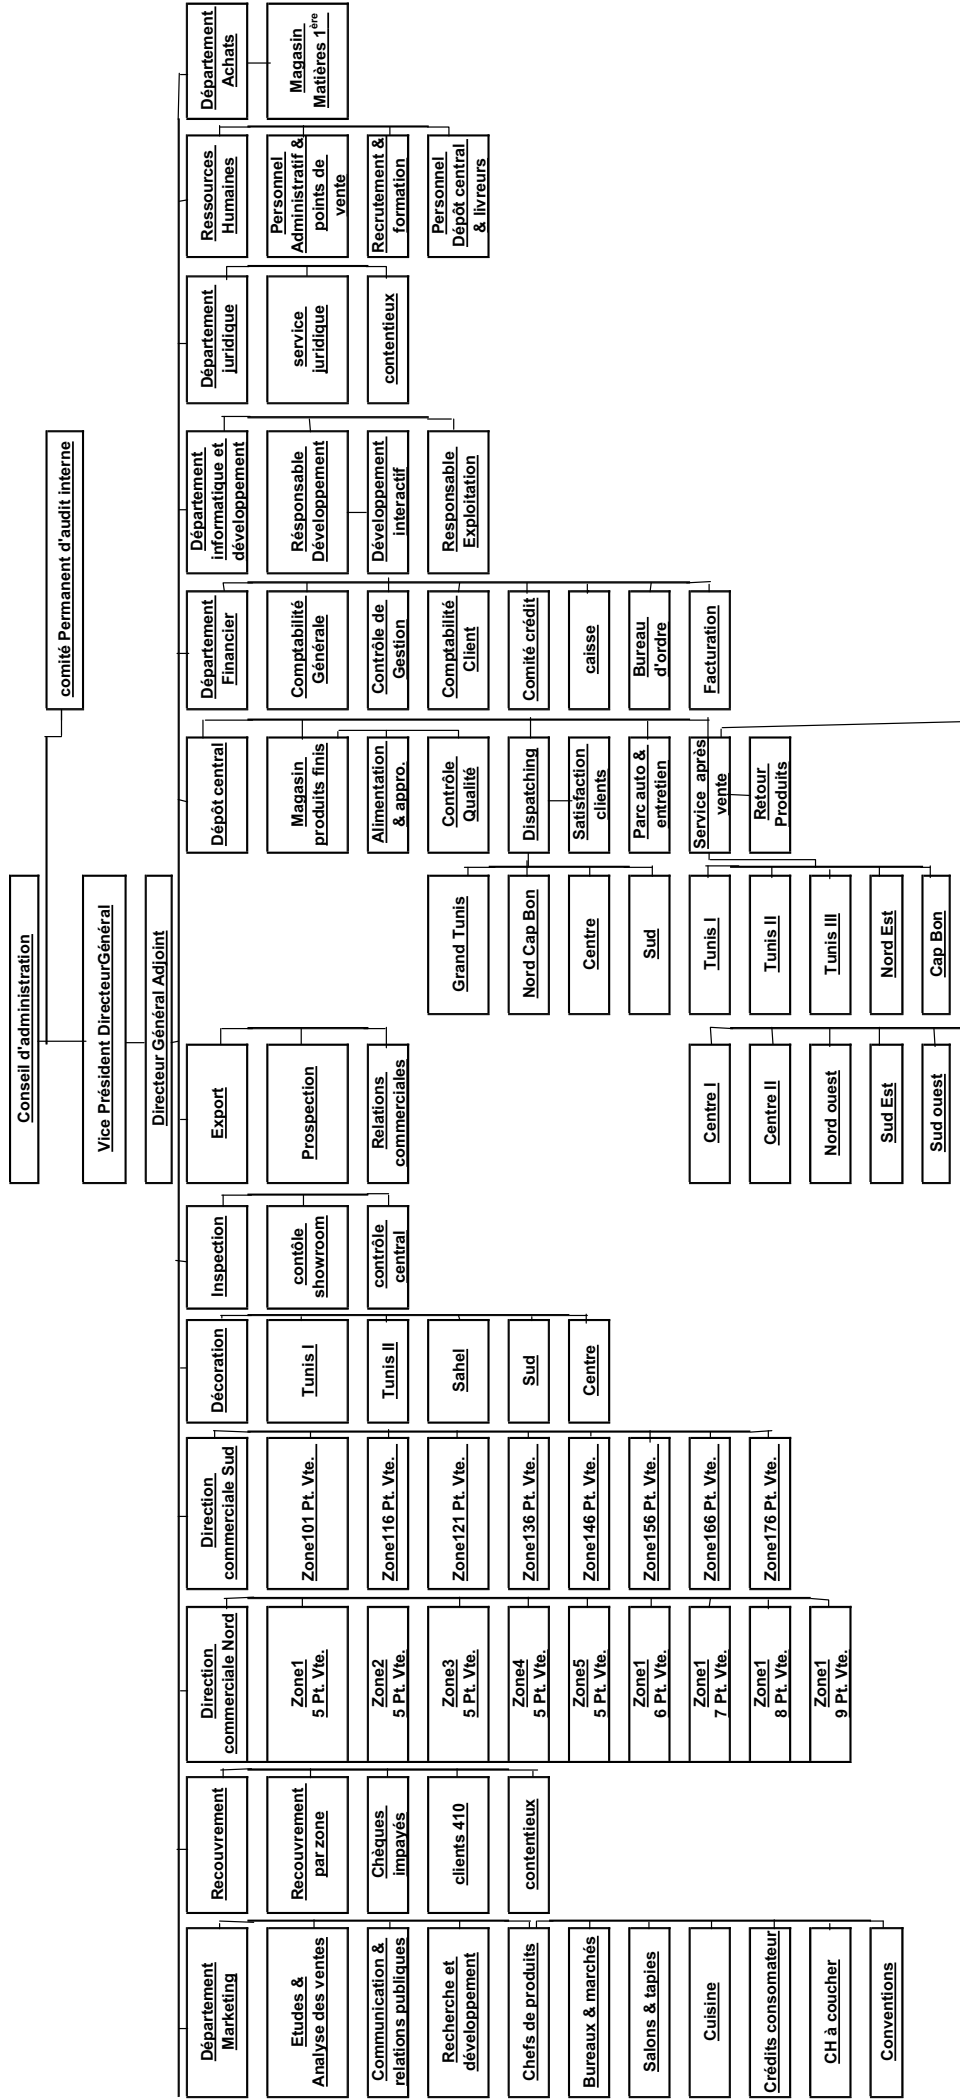 Conseil d'administration
comité Permanent d'audit interne
Vice Président DirecteurGénéral
Directeur Général Adjoint
Département
Marketing
Etudes &
Analyse des ventes
Communication &
relations publiques
Recherche et
développement
Chefs de produits
Bureaux & marchés
Salons & tapies
Cuisine
Crédits consomateur
CH à coucher
Conventions
Recouvrement
Recouvrement
par zone
Chèques
impayés
clients 410
contentieux
Direction
commerciale Nord
Zone1
5 Pt. Vte.
Zone2
5 Pt. Vte.
Zone3
5 Pt. Vte.
Zone4
5 Pt. Vte.
Zone5
5 Pt. Vte.
Zone1
6 Pt. Vte.
Zone1
7 Pt. Vte.
Zone1
8 Pt. Vte.
Zone1
9 Pt. Vte.
Direction
commerciale Sud
Zone101 Pt. Vte.
Zone116 Pt. Vte.
Zone121 Pt. Vte.
Zone136 Pt. Vte.
Zone146 Pt. Vte.
Zone156 Pt. Vte.
Zone166 Pt. Vte.
Zone176 Pt. Vte.
Décoration
Tunis I
Tunis II
Sahel
Sud
Centre
Inspection
contôle
showroom
contrôle
central
Export
Prospection
Relations
commerciales
Centre I
Centre II
Nord ouest
Sud Est
Sud ouest
Grand Tunis
Nord Cap Bon
Centre
Sud
Tunis I
Tunis II
Tunis III
Nord Est
Cap Bon
Dépôt central
Magasin
produits finis
Alimentation
& appro.
Contrôle
Qualité
Dispatching
Satisfaction
clients
Parc auto &
entretien
Service après
vente
Retour
Produits
Département
Financier
Comptabilité
Générale
Contrôle de
Gestion
Comptabilité
Client
Comité crédit
caisse
Bureau
d'ordre
Facturation
Département
informatique et
développement
Résponsable
Développement
Développement
interactif
Responsable
Exploitation
Département
juridique
service
juridique
contentieux
Ressources
Humaines
Personnel
Administratif &
points de
vente
Recrutement &
formation
Personnel
Dépôt central
& livreurs
Département
Achats
Magasin
Matières 1ère